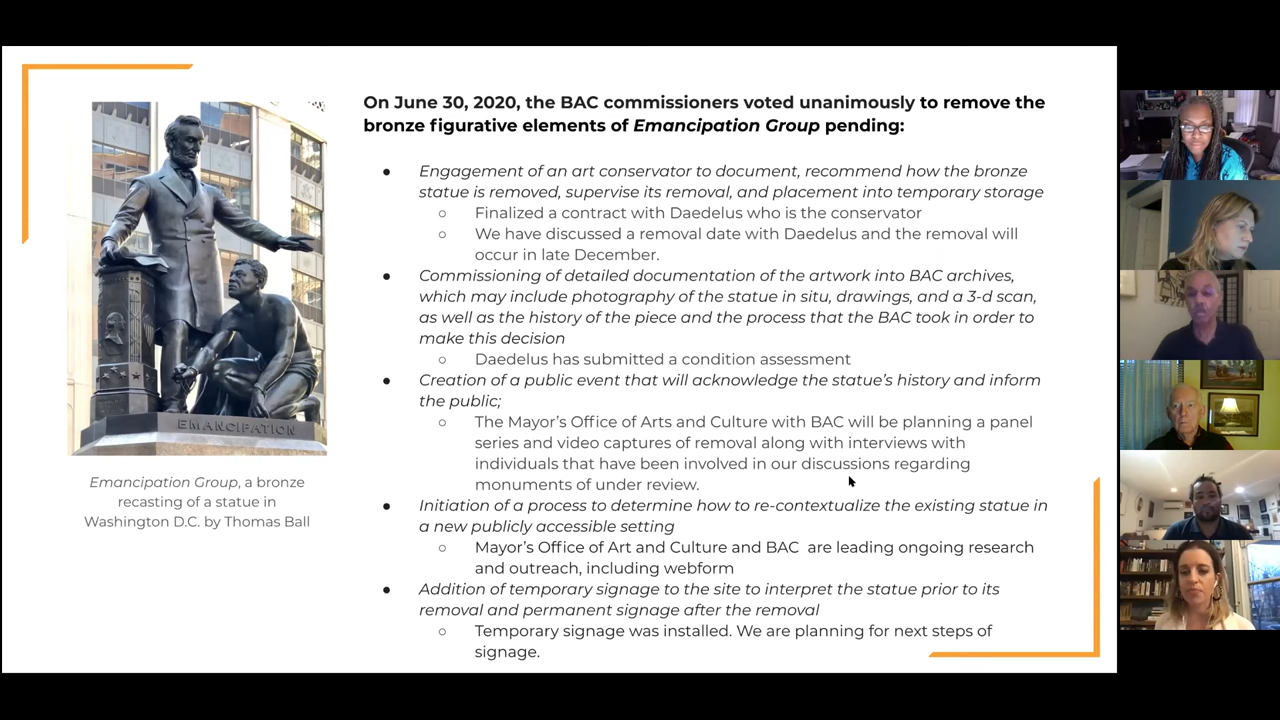 On June 30, 2020, the BAC commissioners voted unanimously to remove the
bronze figurative elements of Emancipation Group pending:
● Engagement of an art conservator to document, recommend how the bronze
statue is removed, supervise its removal, and placement into temporary storage
○ Finalized a contract with Daedelus who is the conservator
○ We have discussed a removal date with Daedelus and the removal will
occur in late December.
● Commissioning of detailed documentation of the artwork into BAC archives,
which may include photography of the statue in situ, drawings, and a 3-d scan,
as well as the history of the piece and the process that the BAC took in order to
make this decision
○ Daedelus has submitted a condition assessment
● Creation of a public event that will acknowledge the statue's history and inform
the public;
○ The Mayor's Office of Arts and Culture with BAC will be planning a panel
series and video captures of removal along with interviews with
individuals that have been involved in our discussions regarding
monuments of under review.
● Initiation of a process to determine how to re-contextualize the existing statue in
a new publicly accessible setting
○ Mayor's Office of Art and Culture and BAC are leading ongoing research
and outreach, including webform
● Addition of temporary signage to the site to interpret the statue prior to its
removal and permanent signage after the removal
○ Temporary signage was installed. We are planning for next steps of
signage.
EMANCIPATION
Emancipation Group, a bronze
recasting of a statue in
Washington D.C. by Thomas Ball